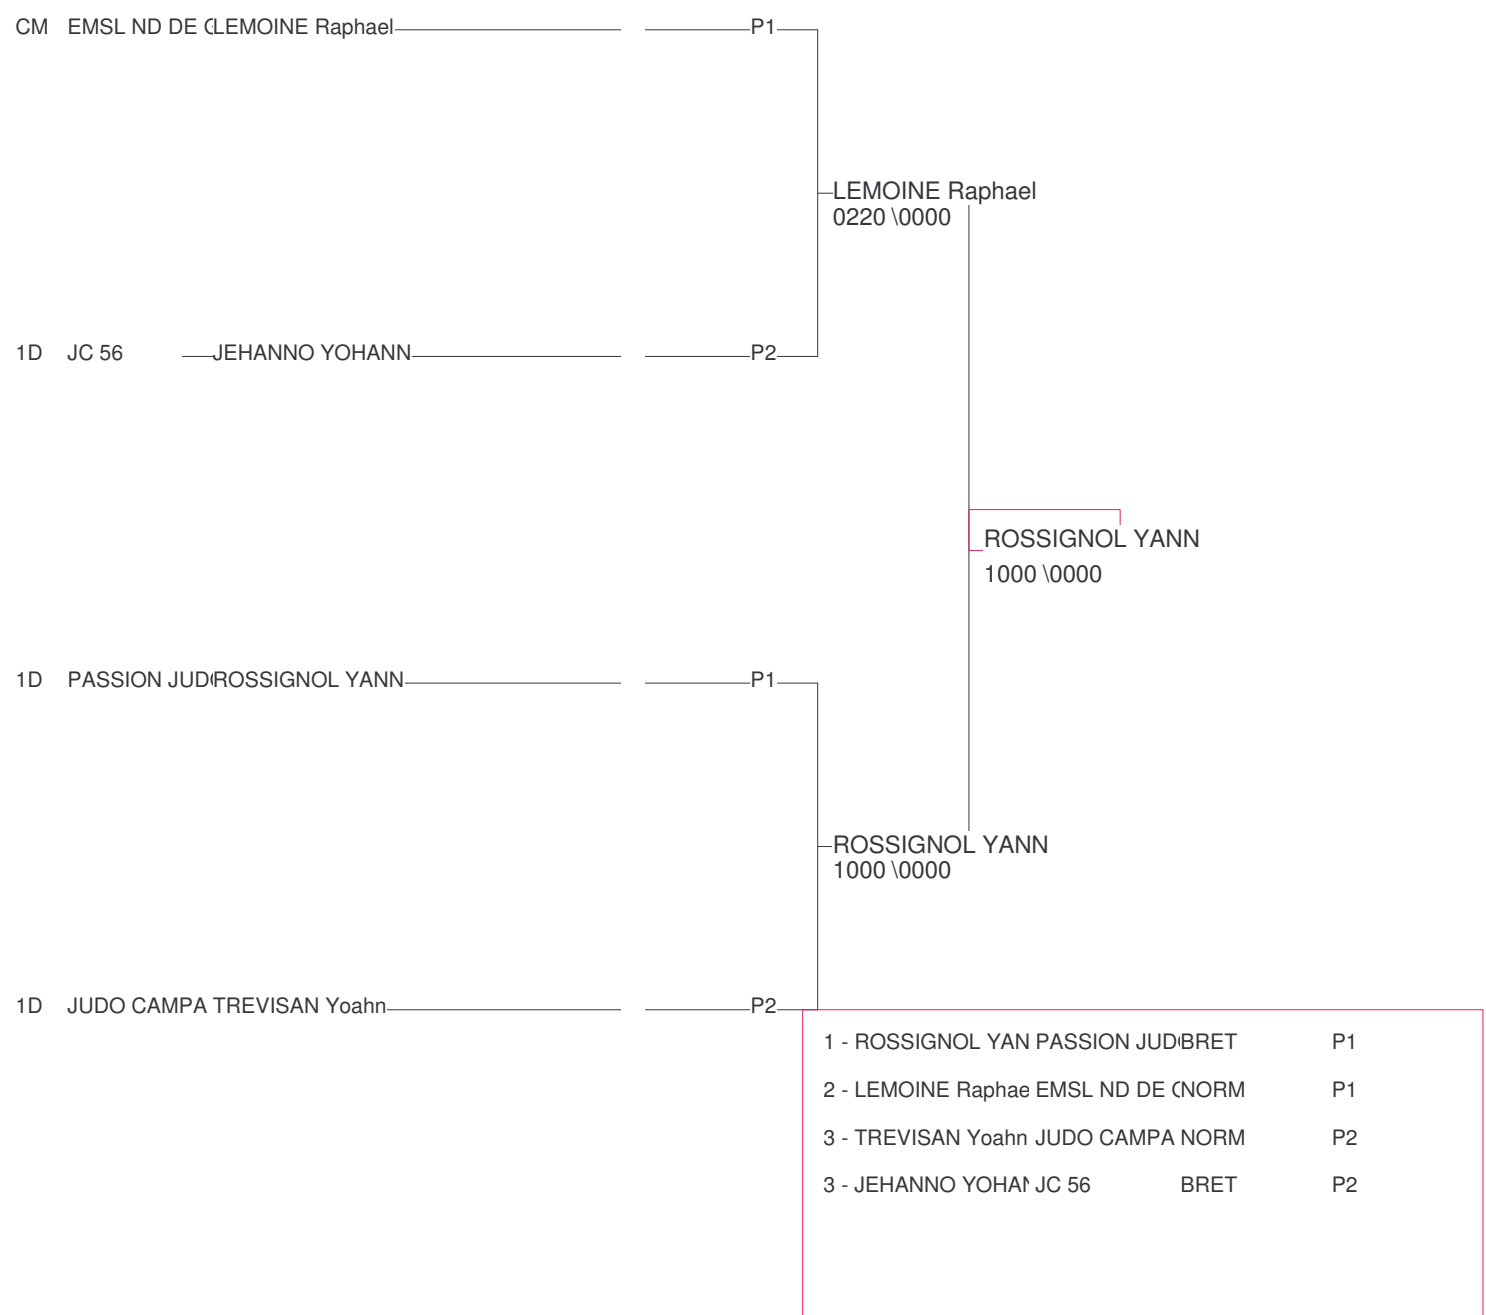 CM EMSL ND DE LEMOINE Raphael P1
LEMOINE Raphael
0220 \0000
1D JC 56 JEHANNO YOHANN P2
ROSSIGNOL YANN
1000 \0000
1D PASSION JUD ROSSIGNOL YANN P1
ROSSIGNOL YANN
1000 \0000
1D JUDO CAMPA TREVISAN Yoahn P2
1 - ROSSIGNOL YAN PASSION JUD BRET P1
2 - LEMOINE Raphae EMSL ND DE NORM P1
3 - TREVISAN Yoahn JUDO CAMPA NORM P2
3 - JEHANNO YOHAN JC 56 BRET P2